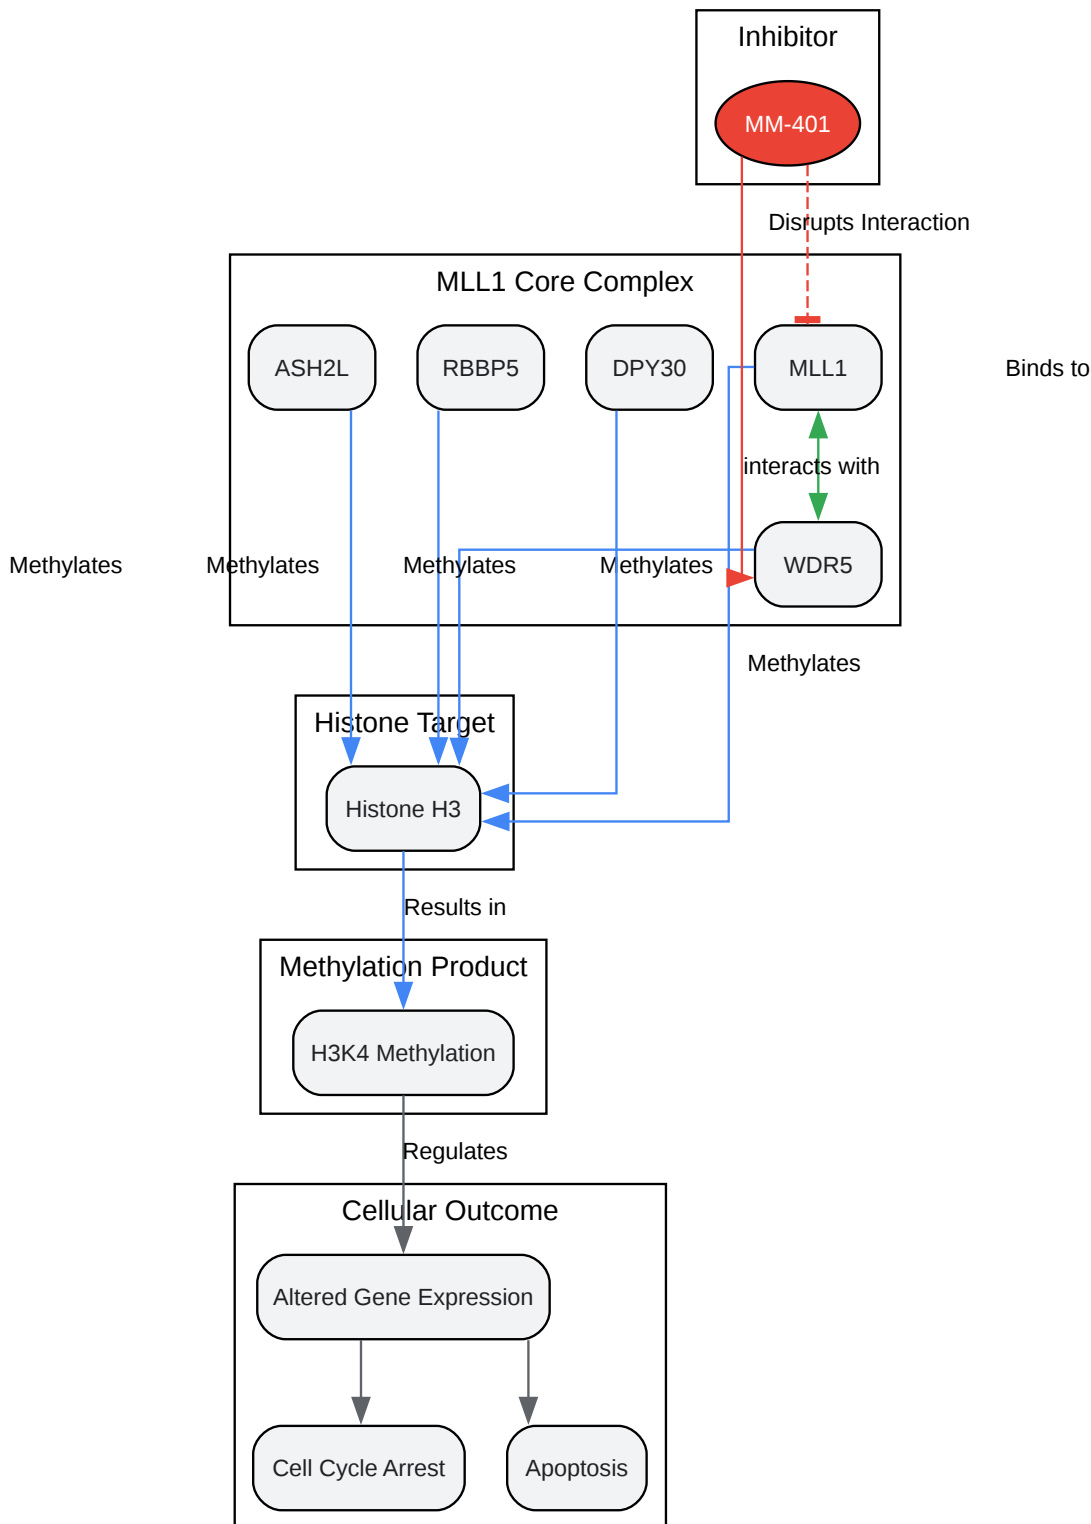 Inhibitor
MM-401
Disrupts Interaction
MLL1 Core Complex
ASH2L
RBBP5
DPY30
MLL1
Binds to
interacts with
Methylates
Methylates
Methylates
Methylates
WDR5
Methylates
Histone Target
Histone H3
Results in
Methylation Product
H3K4 Methylation
Regulates
Cellular Outcome
Altered Gene Expression
Cell Cycle Arrest
Apoptosis